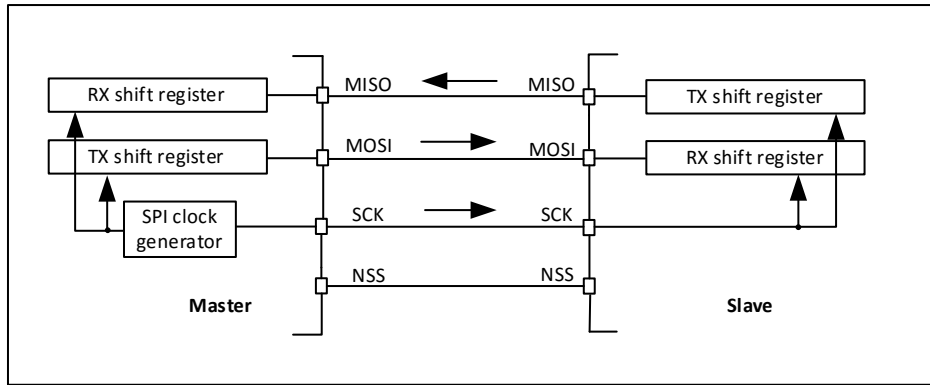 RX shift register
MISO
MISO
TX shift register
TX shift register
MOSI
MOSI
RX shift register
SPI clock
generator
SCK
SCK
NSS
NSS
Master
Slave